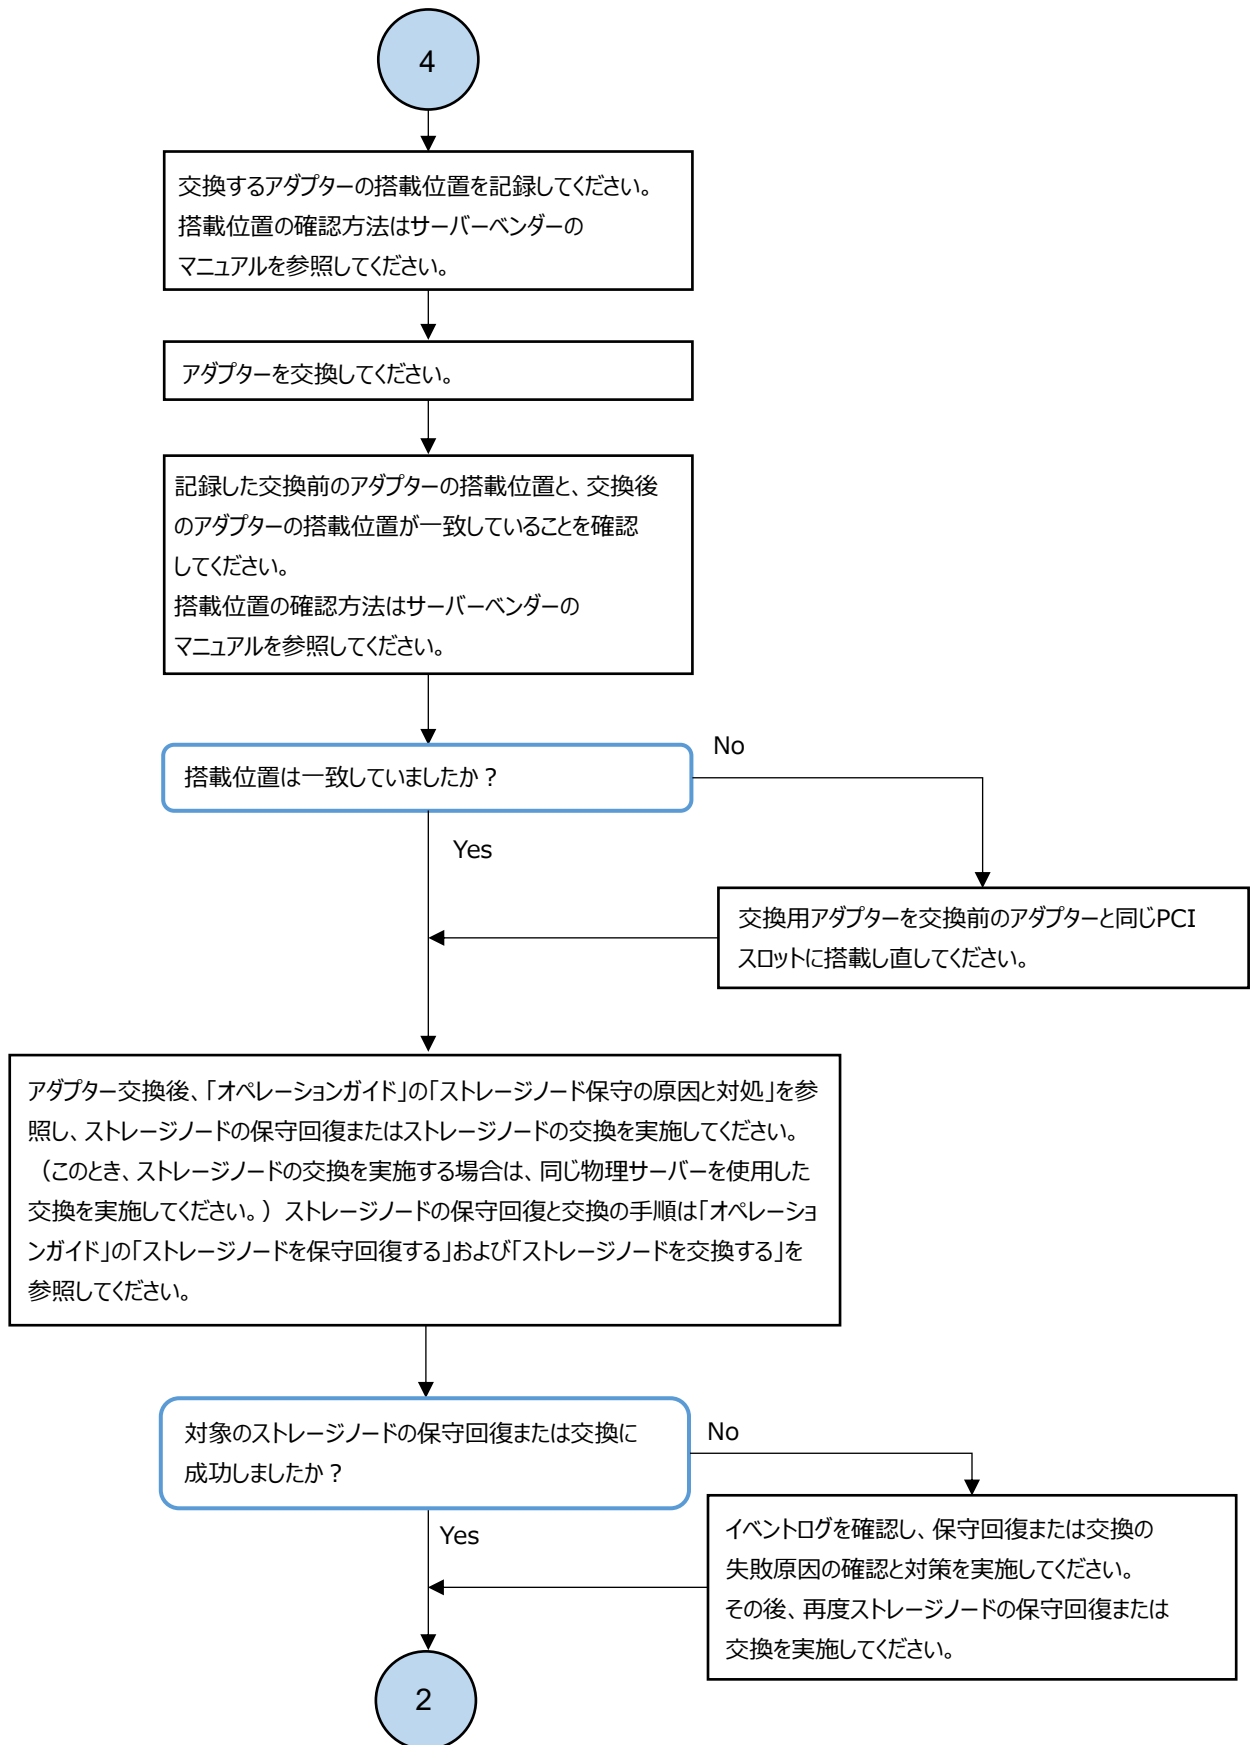 4
交換するアダプターの搭載位置を記録してください。
搭載位置の確認方法はサーバーベンダーの
マニュアルを参照してください。
アダプターを交換してください。
記録した交換前のアダプターの搭載位置と、交換後
のアダプターの搭載位置が一致していることを確認
してください。
搭載位置の確認方法はサーバーベンダーの
マニュアルを参照してください。
搭載位置は一致していましたか？
No
Yes
交換用アダプターを交換前のアダプターと同じPCI
スロットに搭載し直してください。
アダプター交換後、「オペレーションガイド」の「ストレージノード保守の原因と対処」を参
照し、ストレージノードの保守回復またはストレージノードの交換を実施してください。
（このとき、ストレージノードの交換を実施する場合は、同じ物理サーバーを使用した
交換を実施してください。）ストレージノードの保守回復と交換の手順は「オペレーショ
ンガイド」の「ストレージノードを保守回復する」および「ストレージノードを交換する」を
参照してください。
対象のストレージノードの保守回復または交換に
成功しましたか？
No
Yes
イベントログを確認し、保守回復または交換の
失敗原因の確認と対策を実施してください。
その後、再度ストレージノードの保守回復または
交換を実施してください。
2